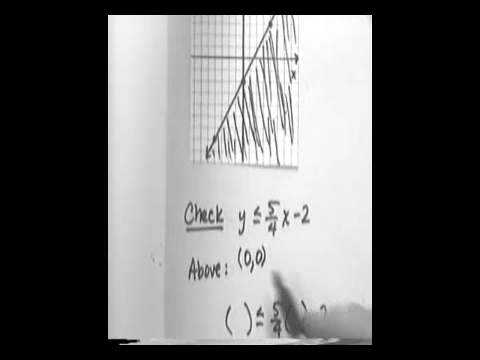 x
Check y ≤ 5/4 x - 2
Above: (0,0)
( ) ≤ 5/4 ( )